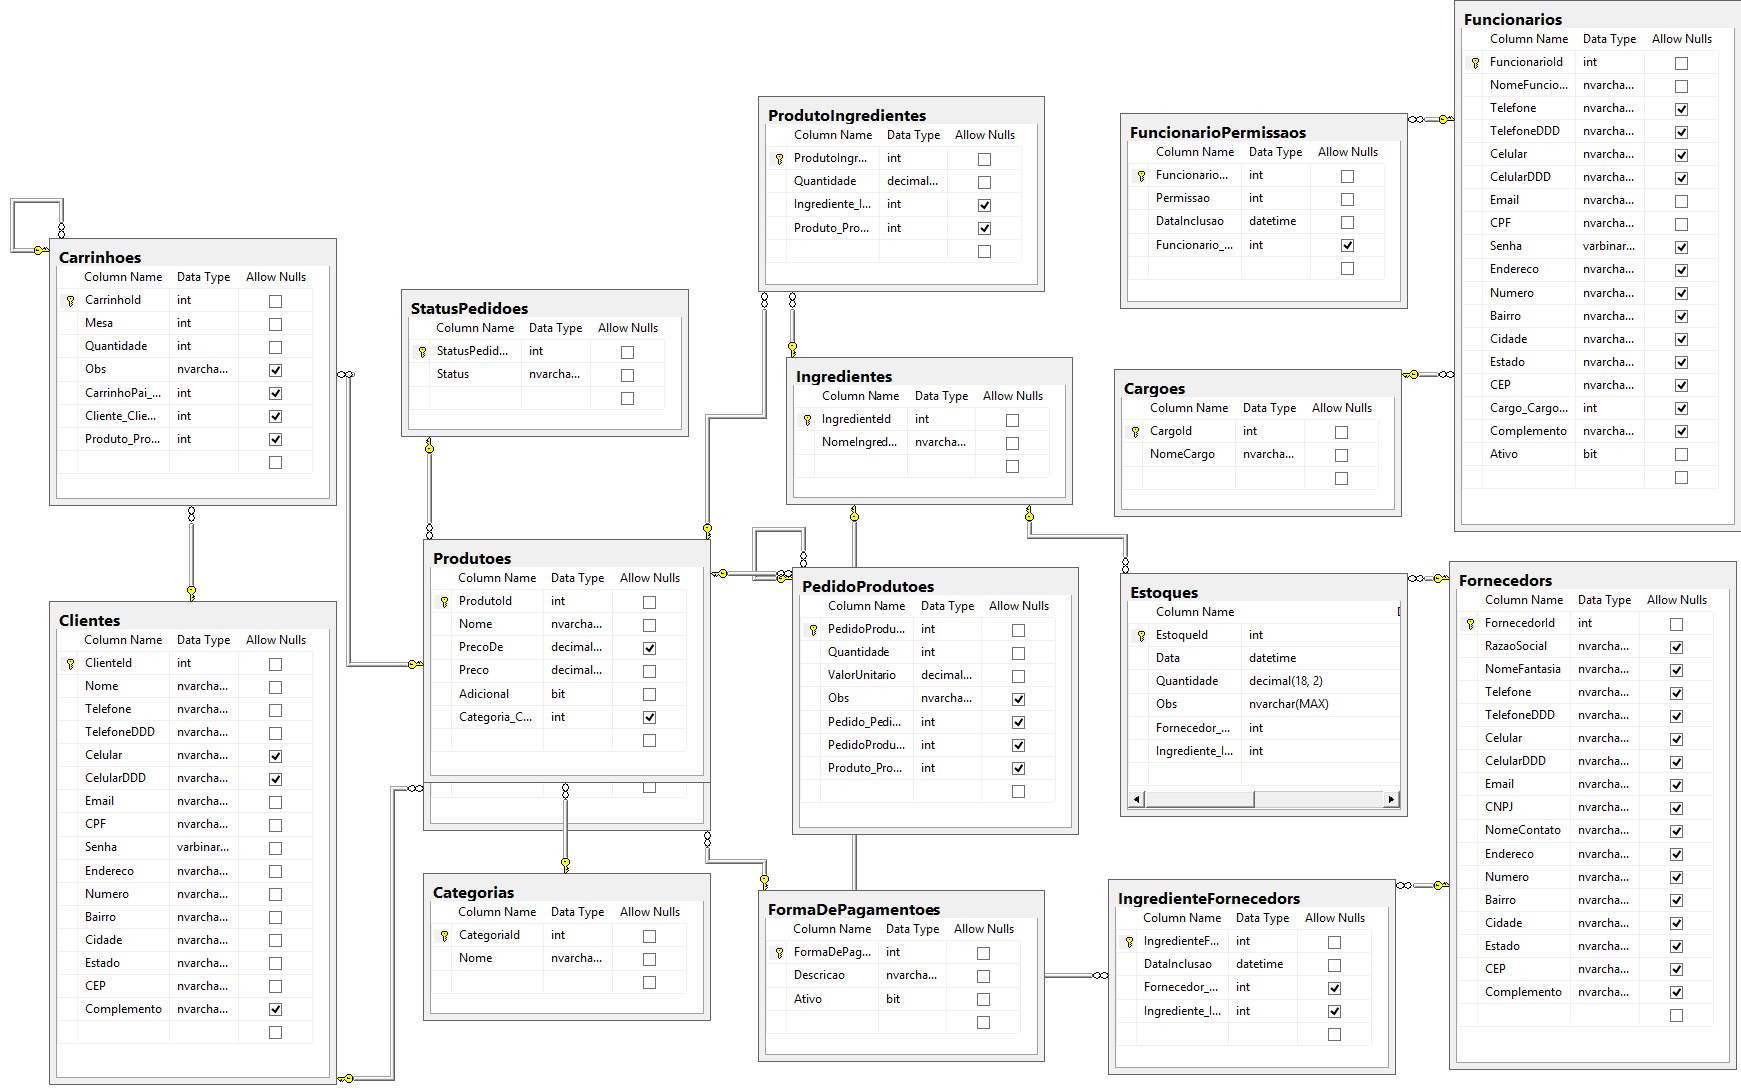 Carrinhoes
Column Name Data Type Allow Nulls
CarrinhoId int
Mesa int
Quantidade int
Obs nvarcha...
CarrinhoPai_... int
Cliente_Clie... int
Produto_Pro... int
Clientes
Column Name Data Type Allow Nulls
ClienteId int
Nome nvarcha...
Telefone nvarcha...
TelefoneDDD nvarcha...
Celular nvarcha...
CelularDDD nvarcha...
Email nvarcha...
CPF nvarcha...
Senha varbinar...
Endereco nvarcha...
Numero nvarcha...
Bairro nvarcha...
Cidade nvarcha...
Estado nvarcha...
CEP nvarcha...
Complemento nvarcha...
StatusPedidoes
Column Name Data Type Allow Nulls
StatusPedid... int
Status nvarcha...
Produtoes
Column Name Data Type Allow Nulls
ProdutoId int
Nome nvarcha...
PrecoDe decimal...
Preco decimal...
Adicional bit
Categoria_C... int
Categorias
Column Name Data Type Allow Nulls
CategoriaId int
Nome nvarcha...
ProdutoIngredientes
Column Name Data Type Allow Nulls
ProdutoIngr... int
Quantidade decimal...
Ingrediente_I... int
Produto_Pro... int
Ingredientes
Column Name Data Type Allow Nulls
IngredienteId int
NomeIngred... nvarcha...
PedidoProdutoes
Column Name Data Type Allow Nulls
PedidoProdu... int
Quantidade int
ValorUnitario decimal...
Obs nvarcha...
Pedido_Pedi... int
PedidoProdu... int
Produto_Pro... int
FormaDePagamentoes
Column Name Data Type Allow Nulls
FormaDePag... int
Descricao nvarcha...
Ativo bit
FuncionarioPermissaos
Column Name Data Type Allow Nulls
Funcionario... int
Permissao int
DataInclusao datetime
Funcionario_... int
Cargoes
Column Name Data Type Allow Nulls
CargoId int
NomeCargo nvarcha...
Estoques
Column Name
EstoqueId int
Data datetime
Quantidade decimal(18, 2)
Obs nvarchar(MAX)
Fornecedor_... int
Ingrediente_I... int
IngredienteFornecedors
Column Name Data Type Allow Nulls
IngredienteF... int
DataInclusao datetime
Fornecedor_... int
Ingrediente_I... int
Funcionarios
Column Name Data Type Allow Nulls
FuncionarioId int
NomeFuncio... nvarcha...
Telefone nvarcha...
TelefoneDDD nvarcha...
Celular nvarcha...
CelularDDD nvarcha...
Email nvarcha...
CPF nvarcha...
Senha varbinar...
Endereco nvarcha...
Numero nvarcha...
Bairro nvarcha...
Cidade nvarcha...
Estado nvarcha...
CEP nvarcha...
Cargo_Cargo... int
Complemento nvarcha...
Ativo bit
Fornecedors
Column Name Data Type Allow Nulls
FornecedorId int
RazaoSocial nvarcha...
NomeFantasia nvarcha...
Telefone nvarcha...
TelefoneDDD nvarcha...
Celular nvarcha...
CelularDDD nvarcha...
Email nvarcha...
CNPJ nvarcha...
NomeContato nvarcha...
Endereco nvarcha...
Numero nvarcha...
Bairro nvarcha...
Cidade nvarcha...
Estado nvarcha...
CEP nvarcha...
Complemento nvarcha...